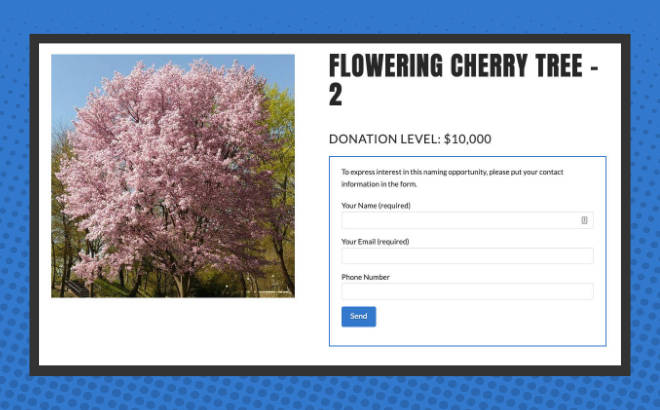 FLOWERING CHERRY TREE -
2
DONATION LEVEL: $10,000
To express interest in this naming opportunity, please put your contact
information in the form.
Your Name (required)
Your Email (required)
Phone Number
Send